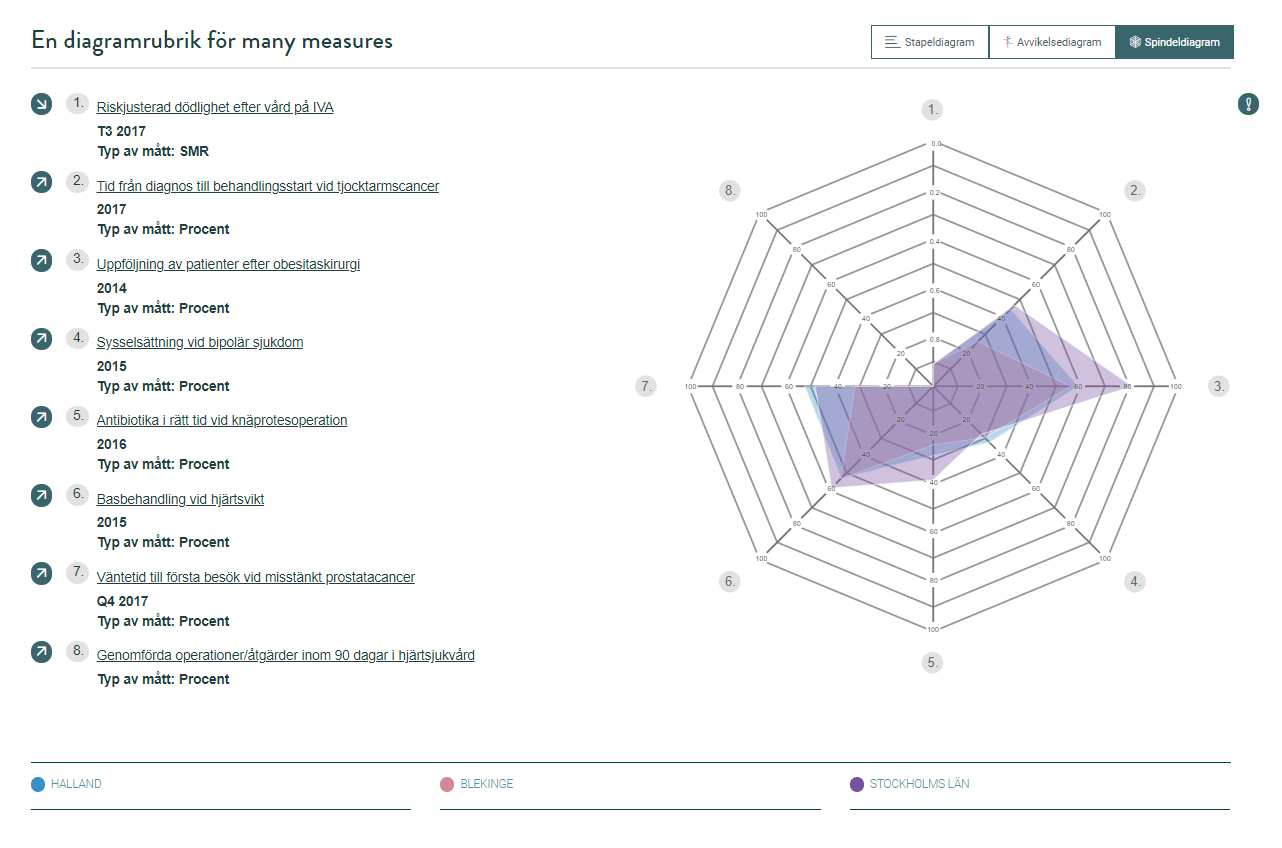 En diagramrubrik för many measures
Stapeldiagram
Avvikelsediagram
Spindeldiagram
1. Riskjusterad dödlighet efter vård på IVA
T3 2017
Typ av mått: SMR
2. Tid från diagnos till behandlingsstart vid tjocktarmscancer
2017
Typ av mått: Procent
3. Uppföljning av patienter efter obesitaskirurgi
2014
Typ av mått: Procent
4. Sysselsättning vid bipolär sjukdom
2015
Typ av mått: Procent
5. Antibiotika i rätt tid vid knäprotesoperation
2016
Typ av mått: Procent
6. Basbehandling vid hjärtsvikt
2015
Typ av mått: Procent
7. Väntetid till första besök vid misstänkt prostatacancer
Q4 2017
Typ av mått: Procent
8. Genomförda operationer/åtgärder inom 90 dagar i hjärtsjukvård
Typ av mått: Procent
1.
0.0
0.2
0.4
0.6
0.8
2.
100
80
60
40
20
3.
20
40
60
80
100
4.
20
40
60
80
100
5.
20
40
60
80
100
6.
20
40
60
80
100
7.
100
80
60
40
20
8.
100
80
60
40
20
HALLAND
BLEKINGE
STOCKHOLMS LÄN